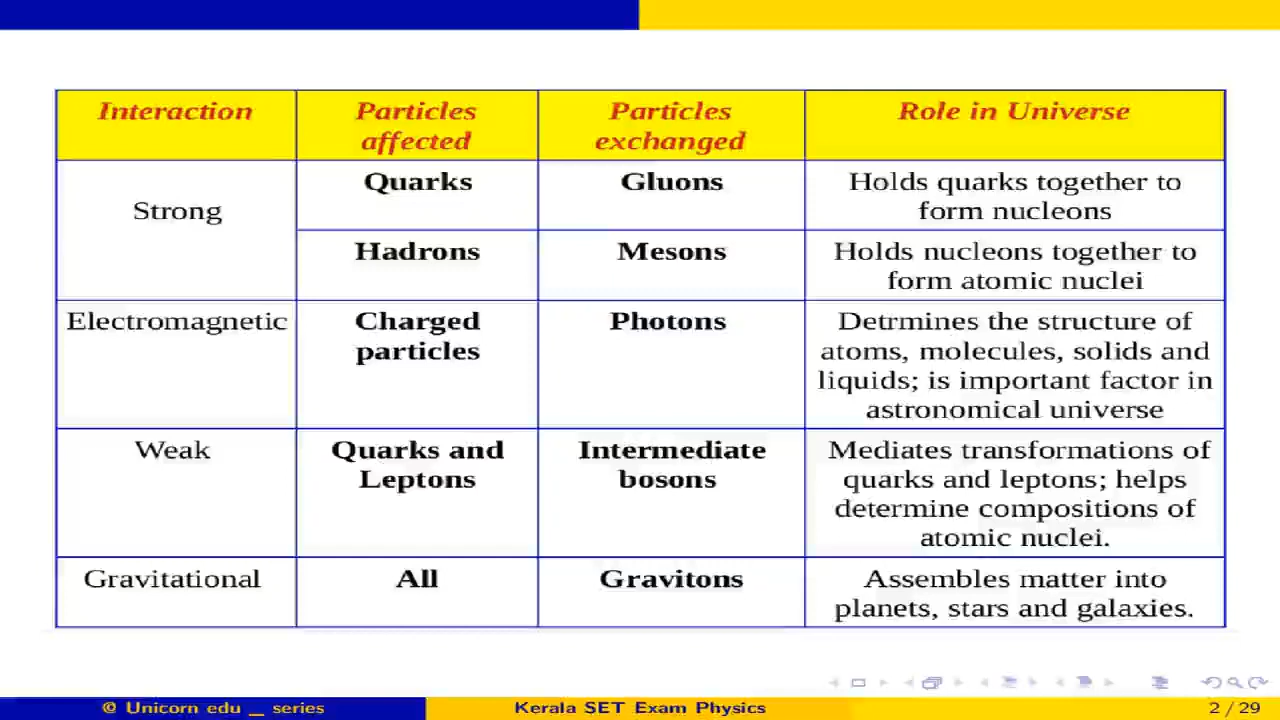 Interaction
Particles
affected
Particles
exchanged
Role in Universe
Strong
Quarks
Gluons
Holds quarks together to
form nucleons
Hadrons
Mesons
Holds nucleons together to
form atomic nuclei
Electromagnetic
Charged
particles
Photons
Detrmines the structure of
atoms, molecules, solids and
liquids; is important factor in
astronomical universe
Weak
Quarks and
Leptons
Intermediate
bosons
Mediates transformations of
quarks and leptons; helps
determine compositions of
atomic nuclei.
Gravitational
All
Gravitons
Assembles matter into
planets, stars and galaxies.
© Unicorn edu _ series
Kerala SET Exam Physics
2 / 29